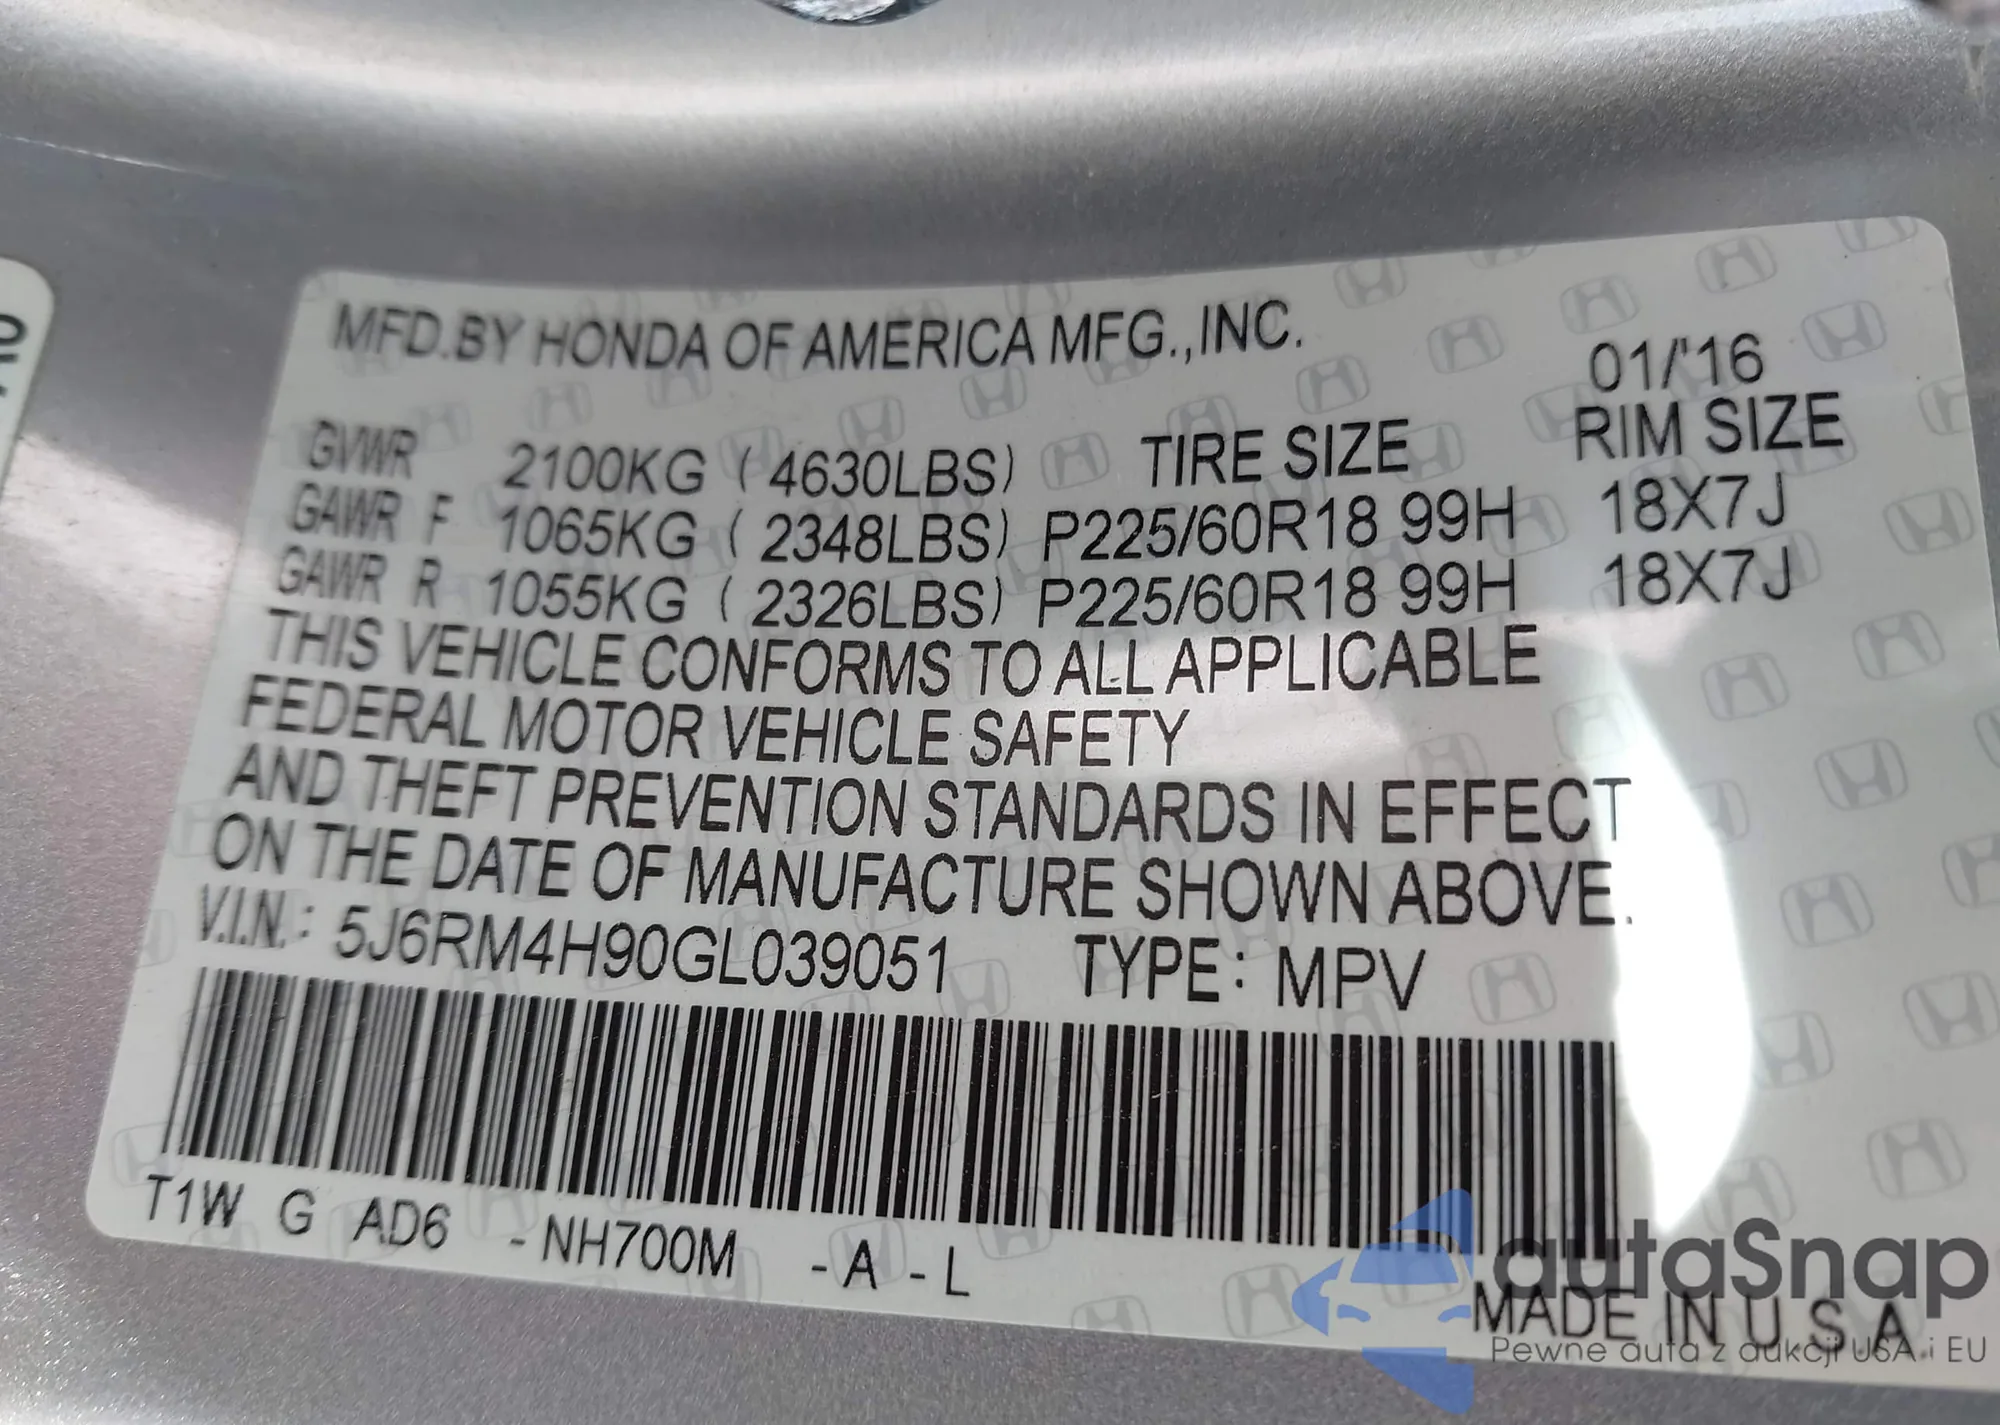 MFD.BY HONDA OF AMERICA MFG.,INC.
01/'16
GVWR 2100KG ( 4630LBS) TIRE SIZE RIM SIZE
GAWR F 1065KG ( 2348LBS) P225/60R18 99H 18X7J
GAWR R 1055KG ( 2326LBS) P225/60R18 99H 18X7J
THIS VEHICLE CONFORMS TO ALL APPLICABLE
FEDERAL MOTOR VEHICLE SAFETY
AND THEFT PREVENTION STANDARDS IN EFFECT
ON THE DATE OF MANUFACTURE SHOWN ABOVE.
V.I.N.: 5J6RM4H90GL039051 TYPE: MPV
T1W G AD6 -NH700M -A -L
MADE IN U.S.A.
autaSnap
Pewne auta z aukcji USA i EU